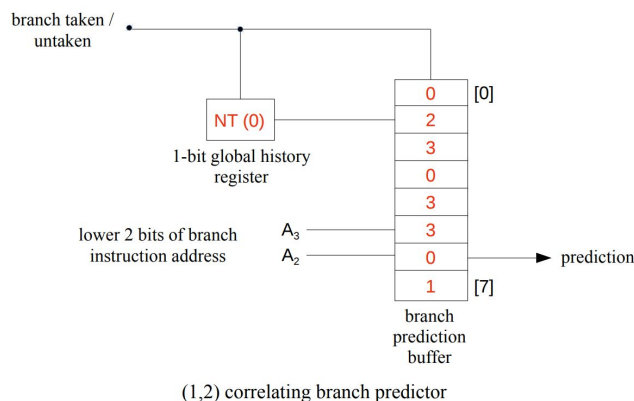 branch taken /
untaken
0 [0]
NT (0)
2
1-bit global history
register
3
0
3
lower 2 bits of branch
instruction address
A3
3
A2
0
prediction
1 [7]
branch
prediction
buffer
(1,2) correlating branch predictor